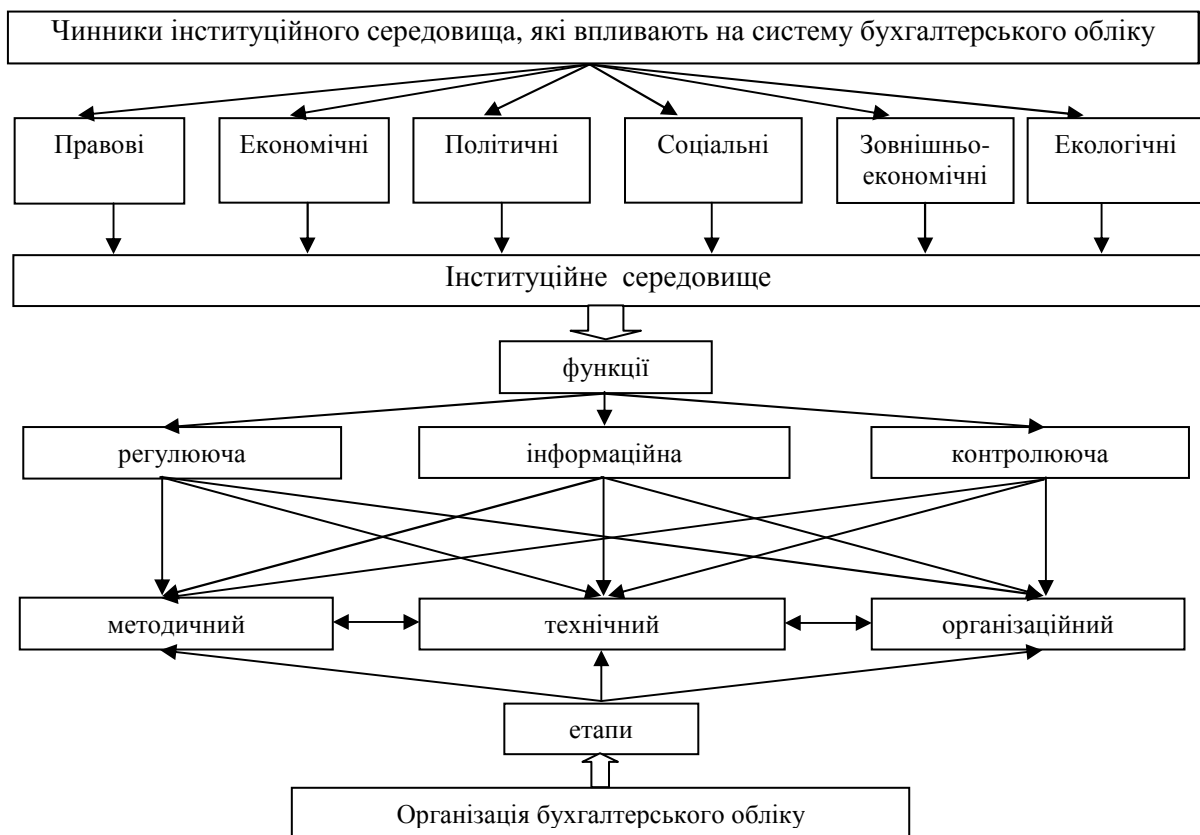 Чинники інституційного середовища, які впливають на систему бухгалтерського обліку
Правові
Економічні
Політичні
Соціальні
Зовнішньо-
економічні
Екологічні
Інституційне середовище
функції
регулююча
інформаційна
контролююча
методичний
технічний
організаційний
етапи
Організація бухгалтерського обліку